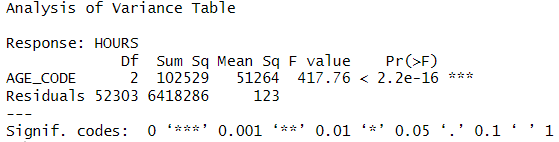 Analysis of Variance Table
Response: HOURS
Df Sum Sq Mean Sq F value Pr(>F)
AGE_CODE 2 102529 51264 417.76 < 2.2e-16 ***
Residuals 52303 6418286 123
---
Signif. codes: 0 ‘***’ 0.001 ‘**’ 0.01 ‘*’ 0.05 ‘.’ 0.1 ‘ ’ 1